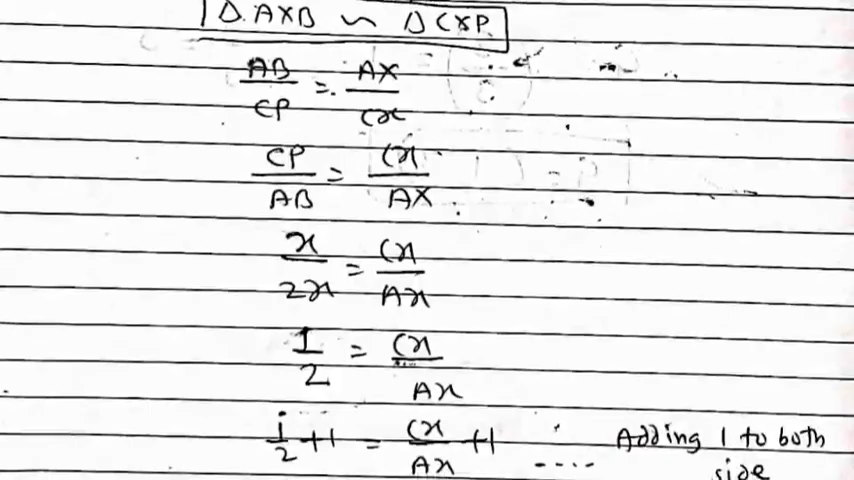 Δ AXB ~ Δ CXP
AB/CP = AX/Cx
CP/AB = Cx/AX
x/2x = Cx/Ax
1/2 = Cx/Ax
1/2 + 1 = Cx/Ax + 1 .... Adding 1 to both
side